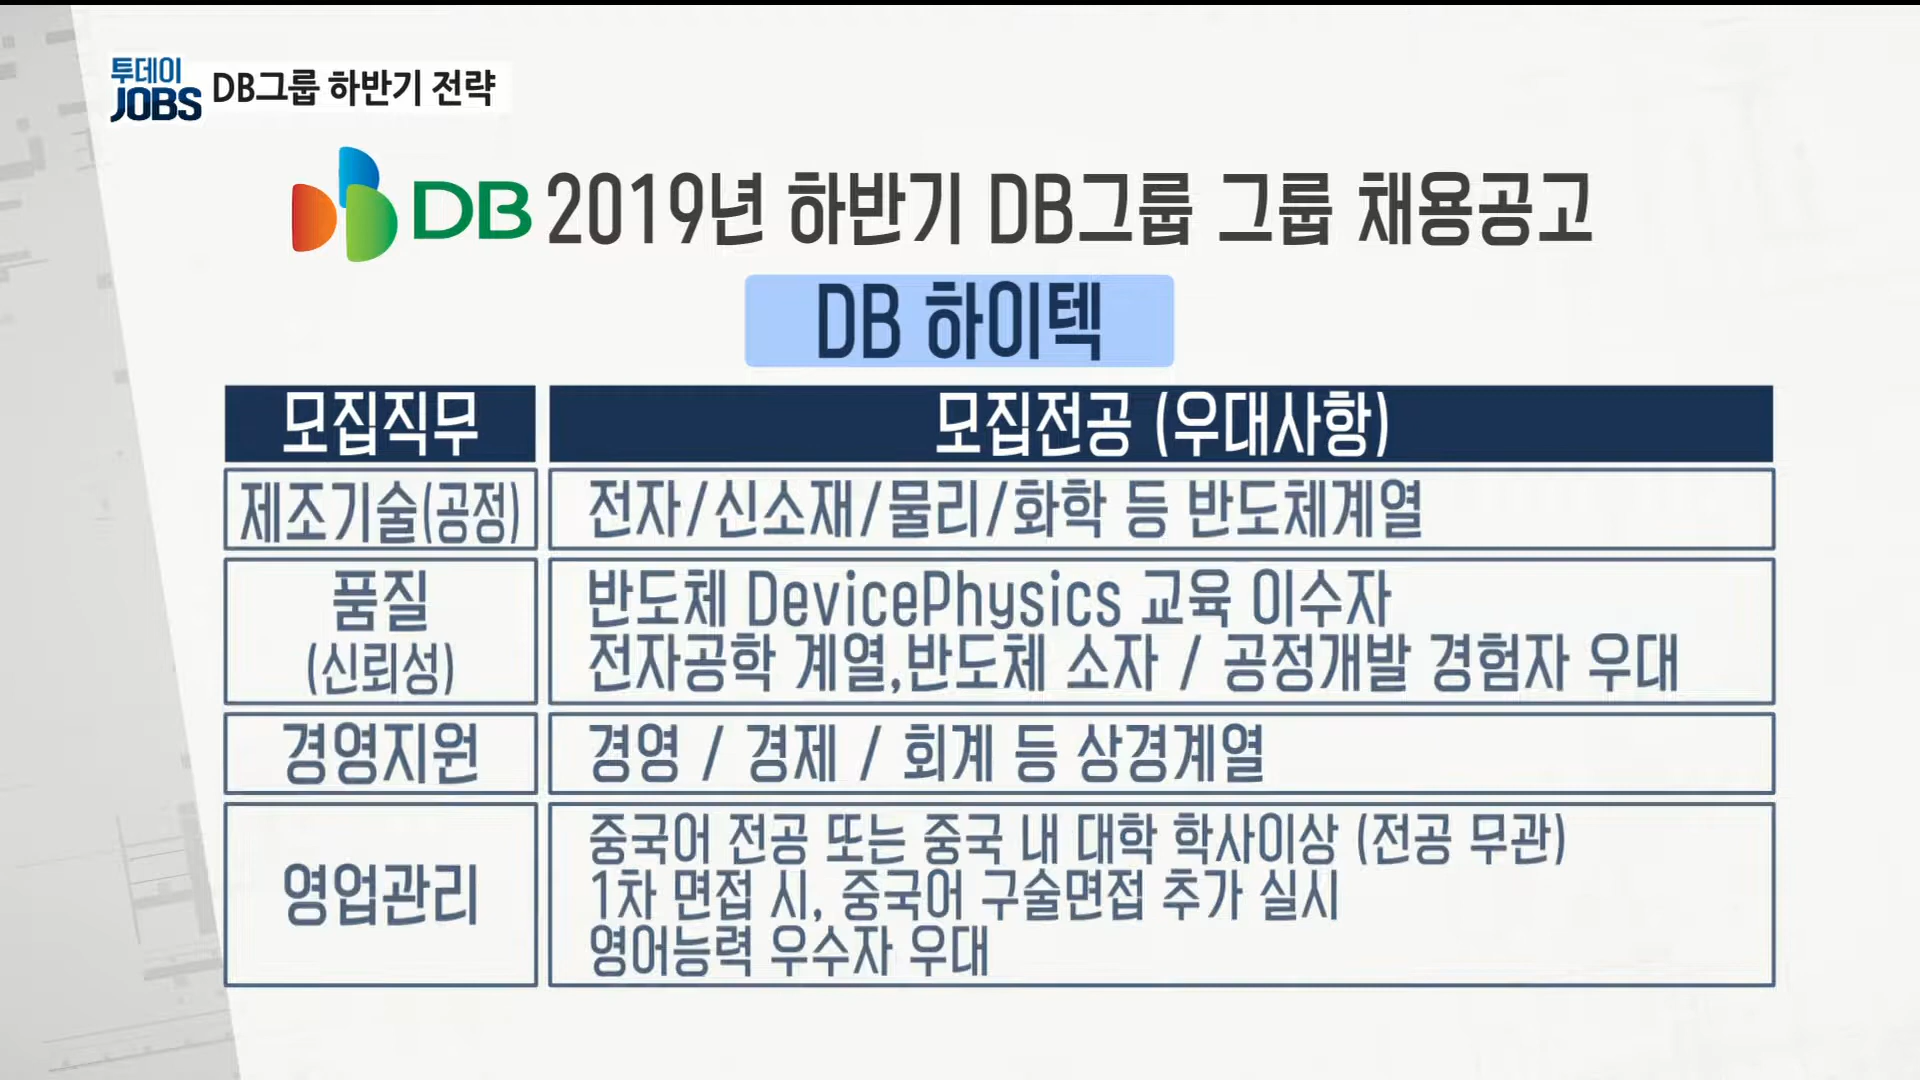 투데이
JOBS
DB그룹 하반기 전략
DB 2019년 하반기 DB그룹 그룹 채용공고
DB 하이텍
모집직무 모집전공 (우대사항)
제조기술(공정) 전자/신소재/물리/화학 등 반도체계열
품질
(신뢰성)
반도체 DevicePhysics 교육 이수자
전자공학 계열,반도체 소자 / 공정개발 경험자 우대
경영지원 경영 / 경제 / 회계 등 상경계열
영업관리
중국어 전공 또는 중국 내 대학 학사이상 (전공 무관)
1차 면접 시, 중국어 구술면접 추가 실시
영어능력 우수자 우대